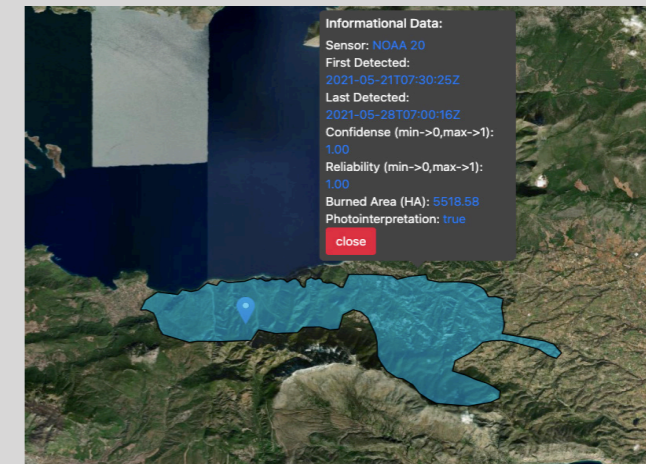 Informational Data:
Sensor: NOAA 20
First Detected:
2021-05-21T07:30:25Z
Last Detected:
2021-05-28T07:00:16Z
Confidense (min->0,max->1):
1.00
Reliability (min->0,max->1):
1.00
Burned Area (HA): 5518.58
Photointerpretation: true
close